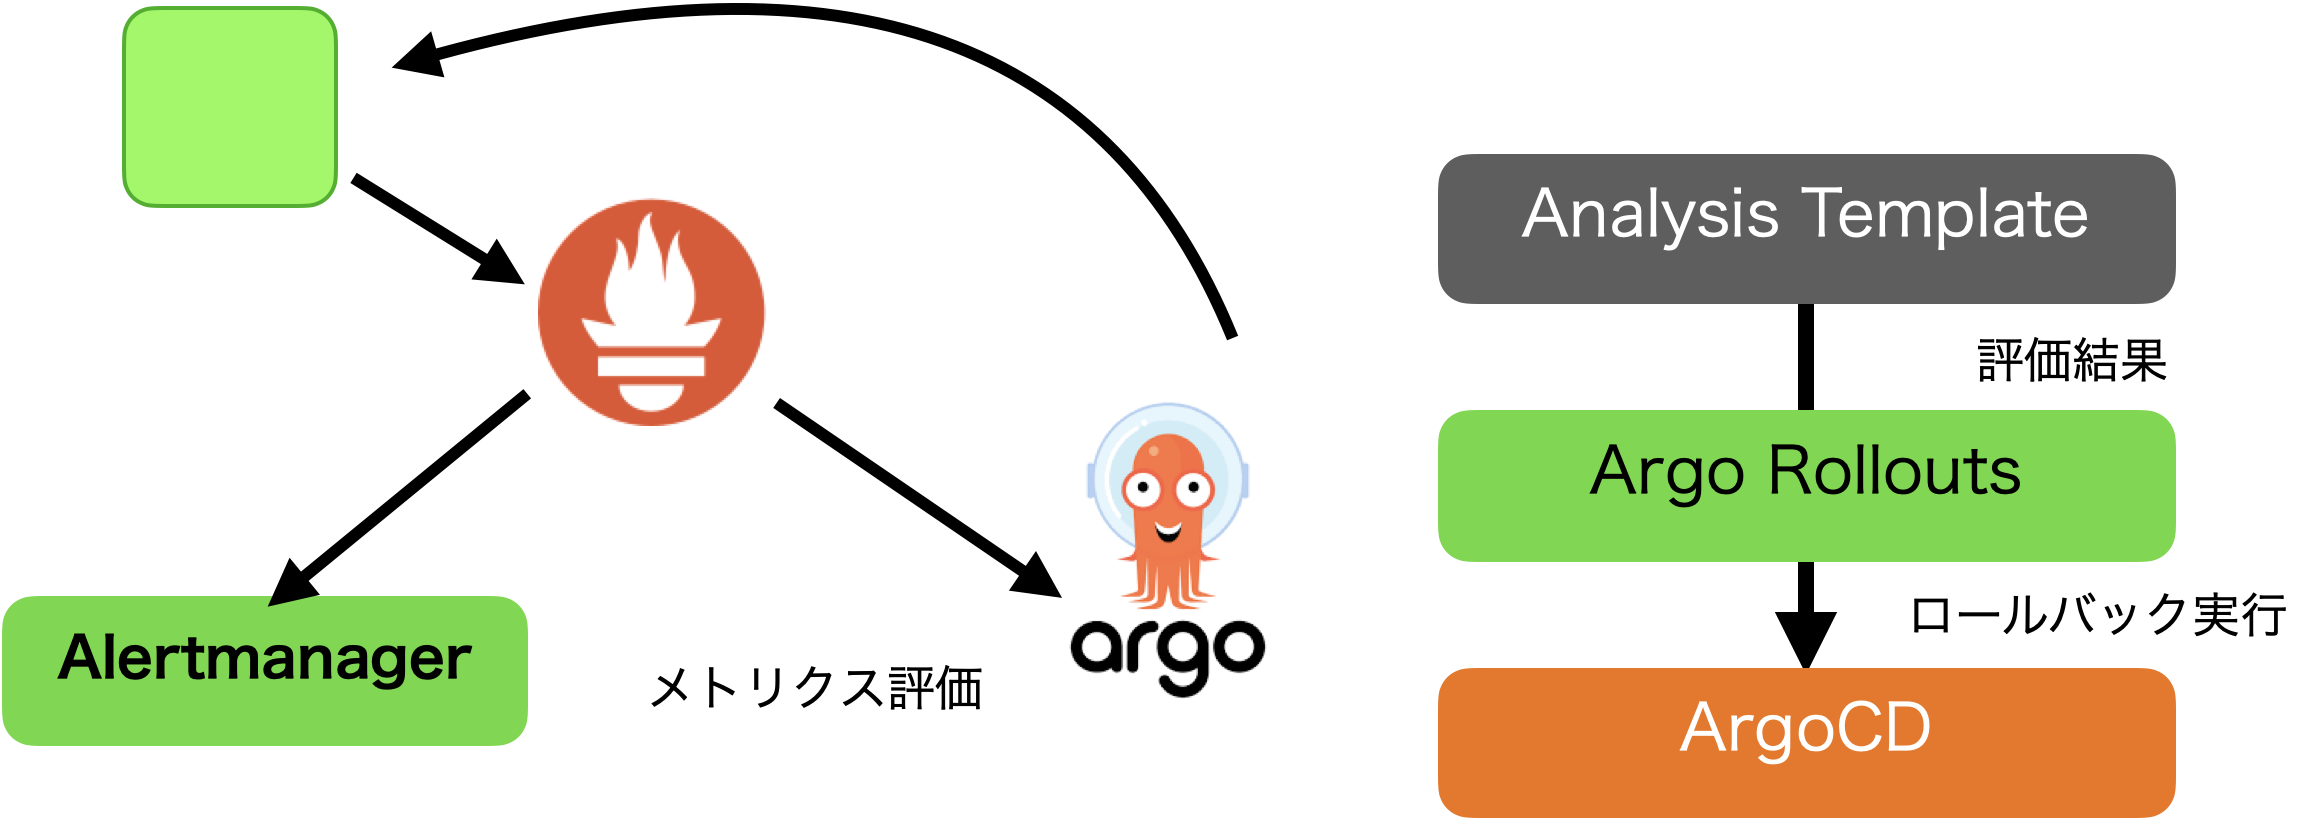 Alertmanager
メトリクス評価
argo
Analysis Template
評価結果
Argo Rollouts
ロールバック実行
ArgoCD